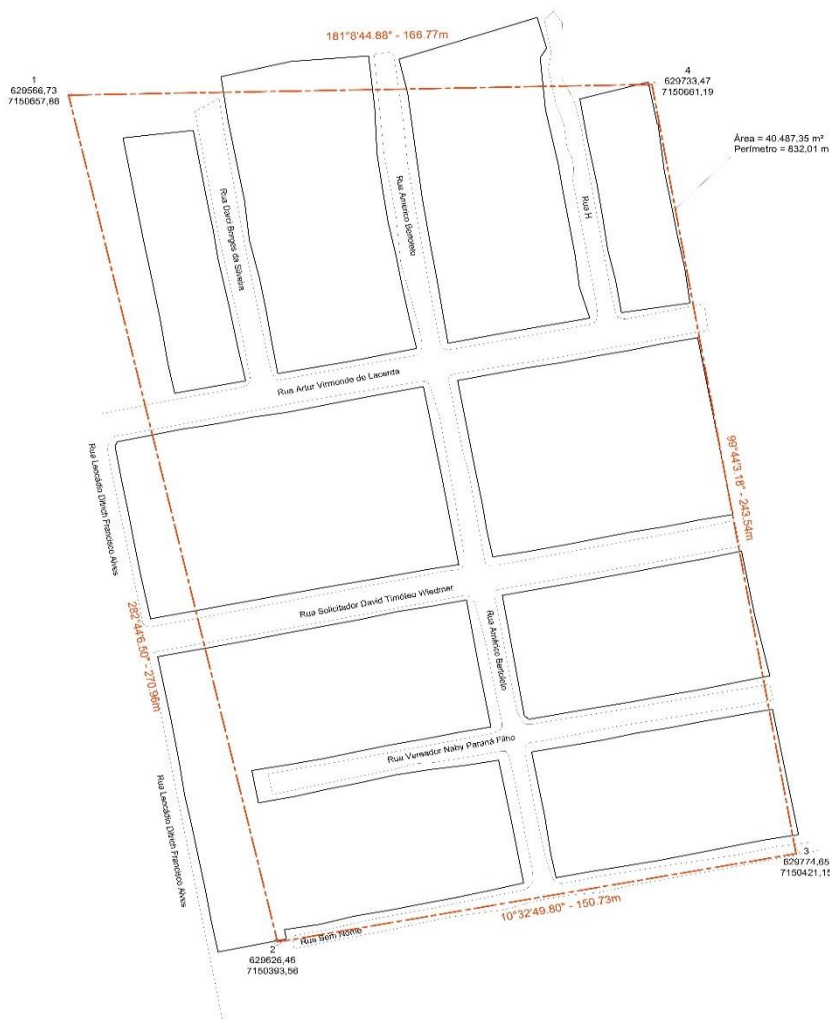 181°8'44.88" - 166.77m
1
629566,73
7150657,86
4
629733,47
7150661,19
Área = 40.487,35 m²
Perímetro = 832,01 m
Rua Darci Borges da Silveira
Rua Américo Bertoleto
Rua H
Rua Artur Virmonde de Lacerda
Rua Leocádio Ditrich Francisco Alves
99°44'3.18" - 243.54m
Rua Solicitador David Timóleo Wiedmer
282°44'6.50" - 270.96m
Rua Américo Bertoleto
Rua Vereador Naby Paraná Filho
Rua Leocádio Ditrich Francisco Alves
3
629774,65
7150421,15
10°32'49.80" - 150.73m
Rua Sem Nome
2
629626,46
7150393,56